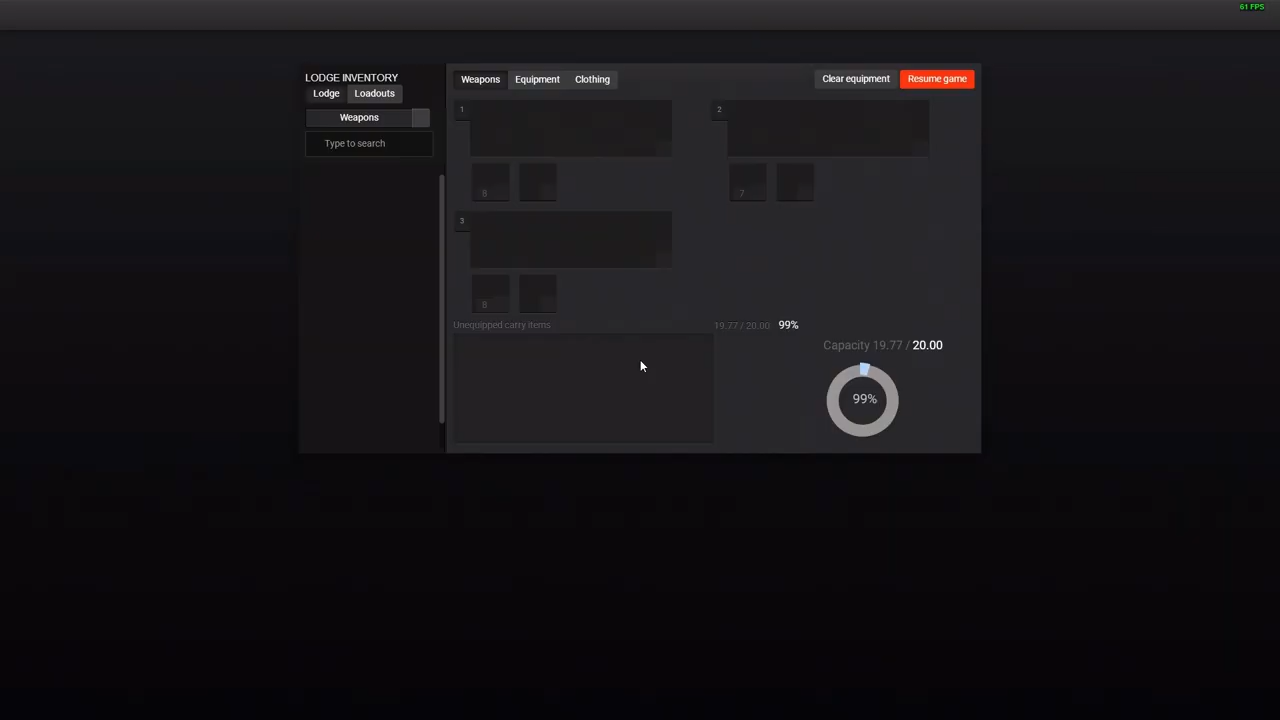 61 FPS
LODGE INVENTORY
Lodge Loadouts
Weapons
Type to search
Weapons Equipment Clothing
Clear equipment Resume game
1
2
8
7
3
8
Unequipped carry items
19.77 / 20.00 99%
Capacity 19.77 / 20.00
99%